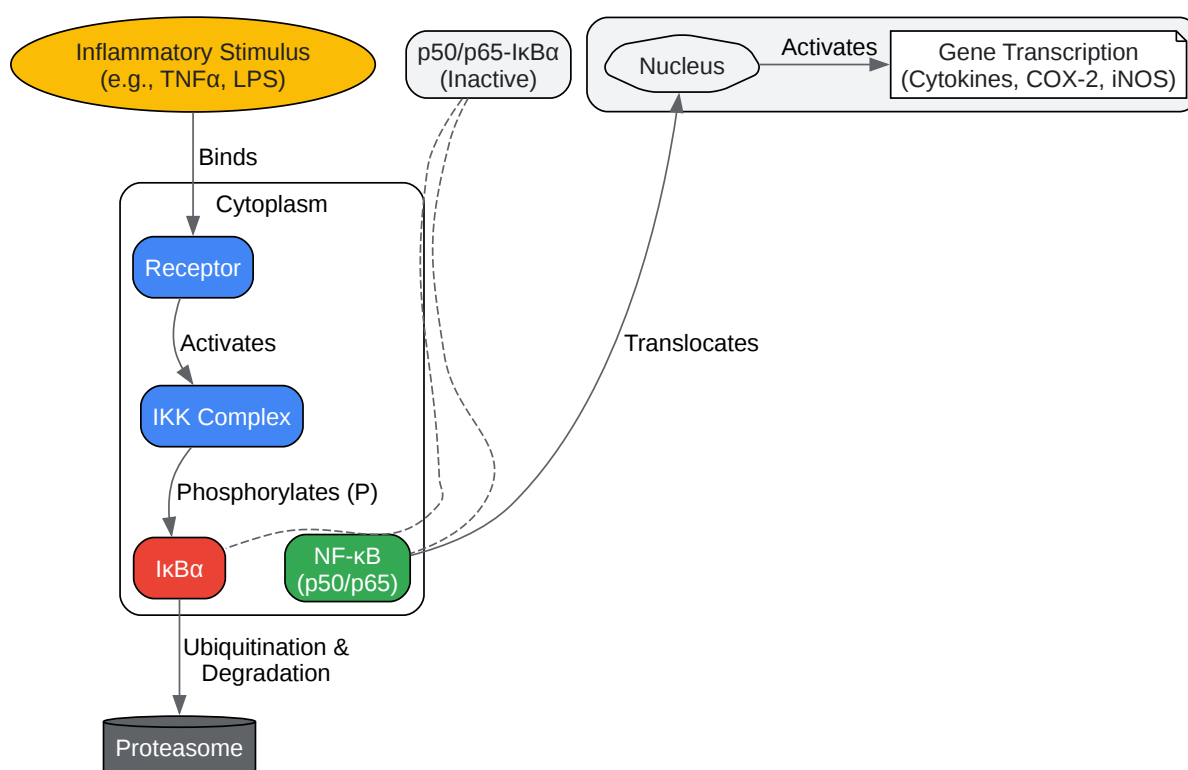 Inflammatory Stimulus
(e.g., TNFα, LPS)
p50/p65-IκBα
(Inactive)
Nucleus
Activates
Gene Transcription
(Cytokines, COX-2, iNOS)
Binds
Cytoplasm
Receptor
Activates
Translocates
IKK Complex
Phosphorylates (P)
IκBα
NF-κB
(p50/p65)
Ubiquitination &
Degradation
Proteasome